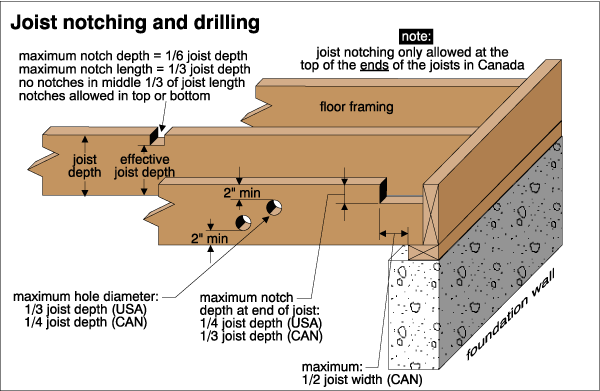 Joist notching and drilling
maximum notch depth = 1/6 joist depth
maximum notch length = 1/3 joist depth
no notches in middle 1/3 of joist length
notches allowed in top or bottom
note:
joist notching only allowed at the
top of the ends of the joists in Canada
floor framing
joist
depth
effective
joist depth
2" min
2" min
maximum hole diameter:
1/3 joist depth (USA)
1/4 joist depth (CAN)
maximum notch
depth at end of joist:
1/4 joist depth (USA)
1/3 joist depth (CAN)
maximum:
1/2 joist width (CAN)
foundation wall